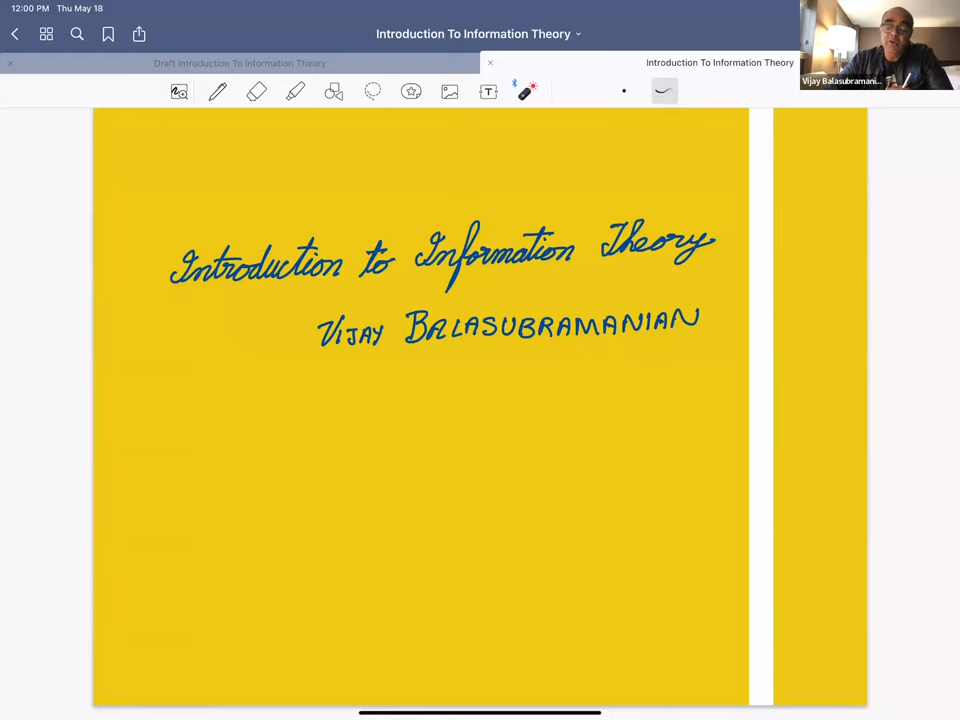 12:00 PM Thu May 18
Introduction To Information Theory
Draft Introduction To Information Theory
Introduction To Information Theory
T
Vijay Balasubramani...
Introduction to Information Theory
VIJAY BALASUBRAMANIAN